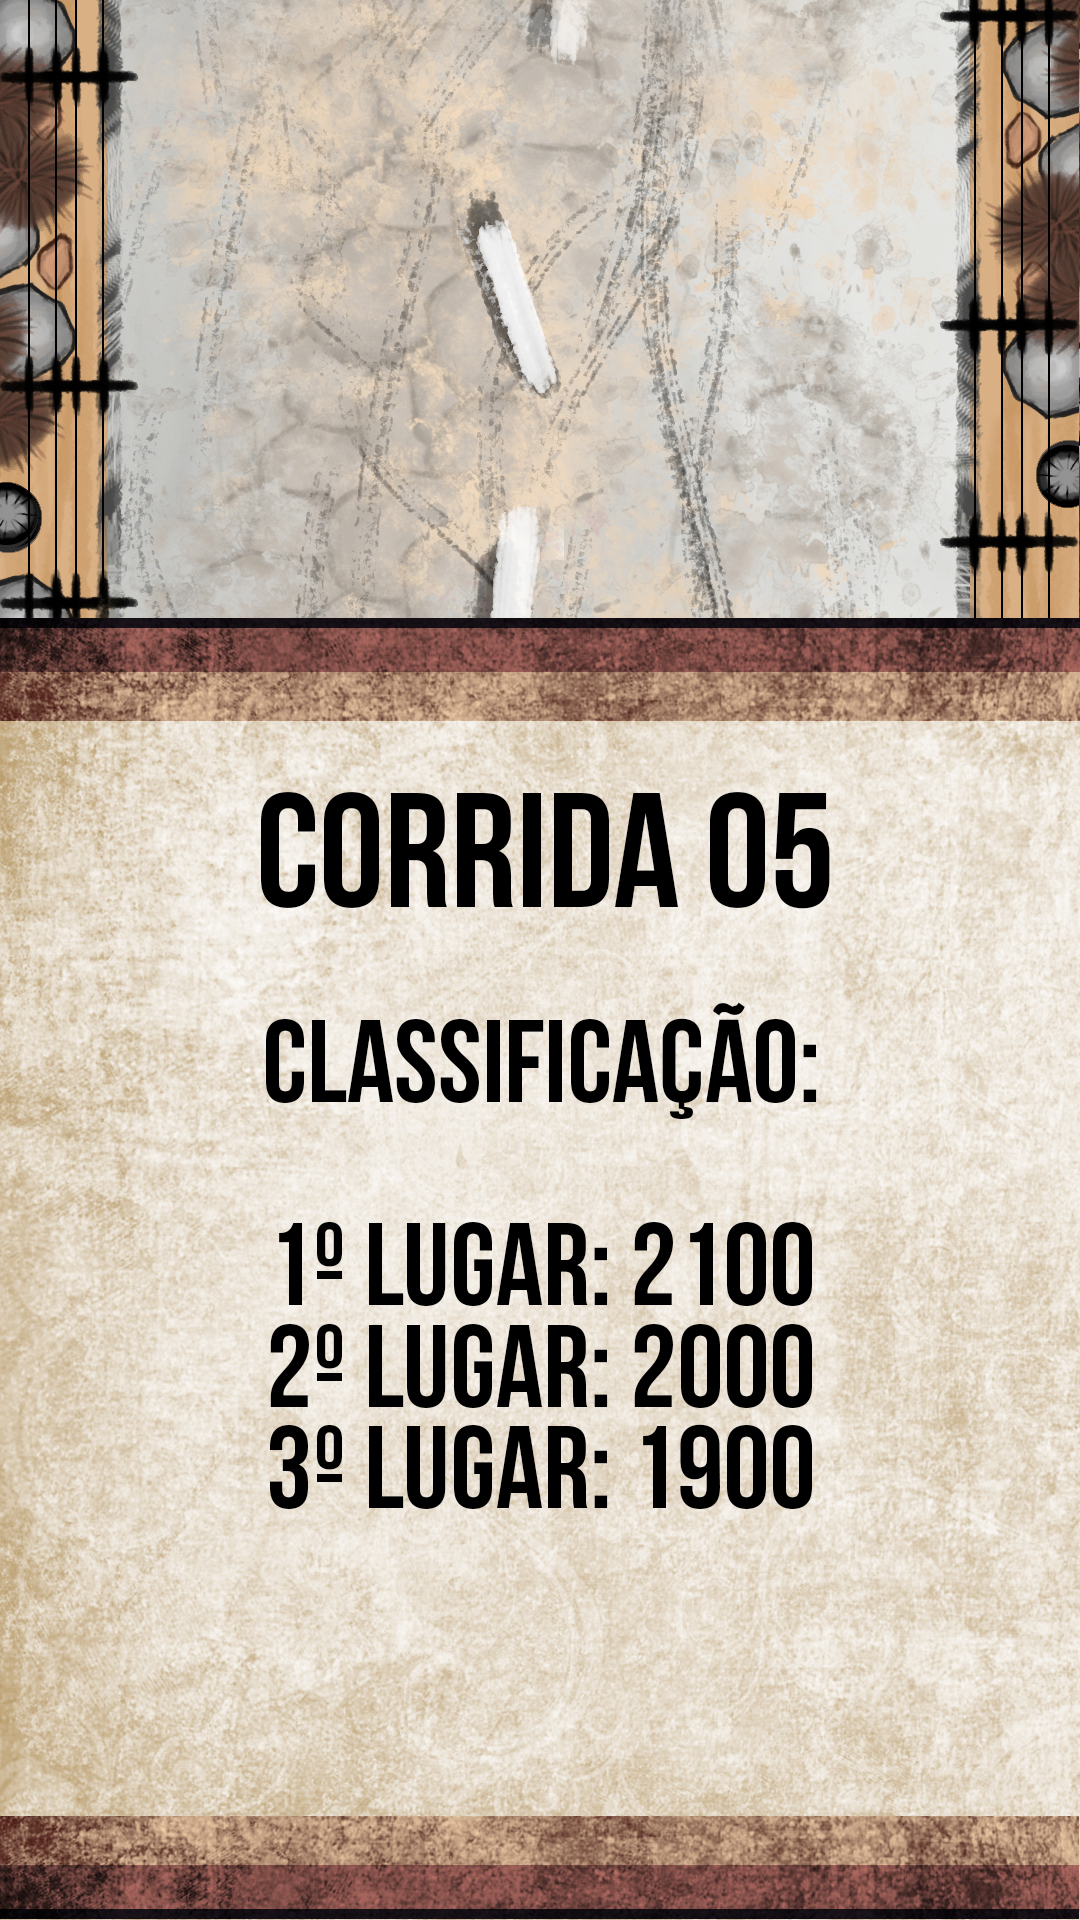 CORRIDA 05
CLASSIFICAÇÃO:
1º LUGAR: 2100
2º LUGAR: 2000
3º LUGAR: 1900